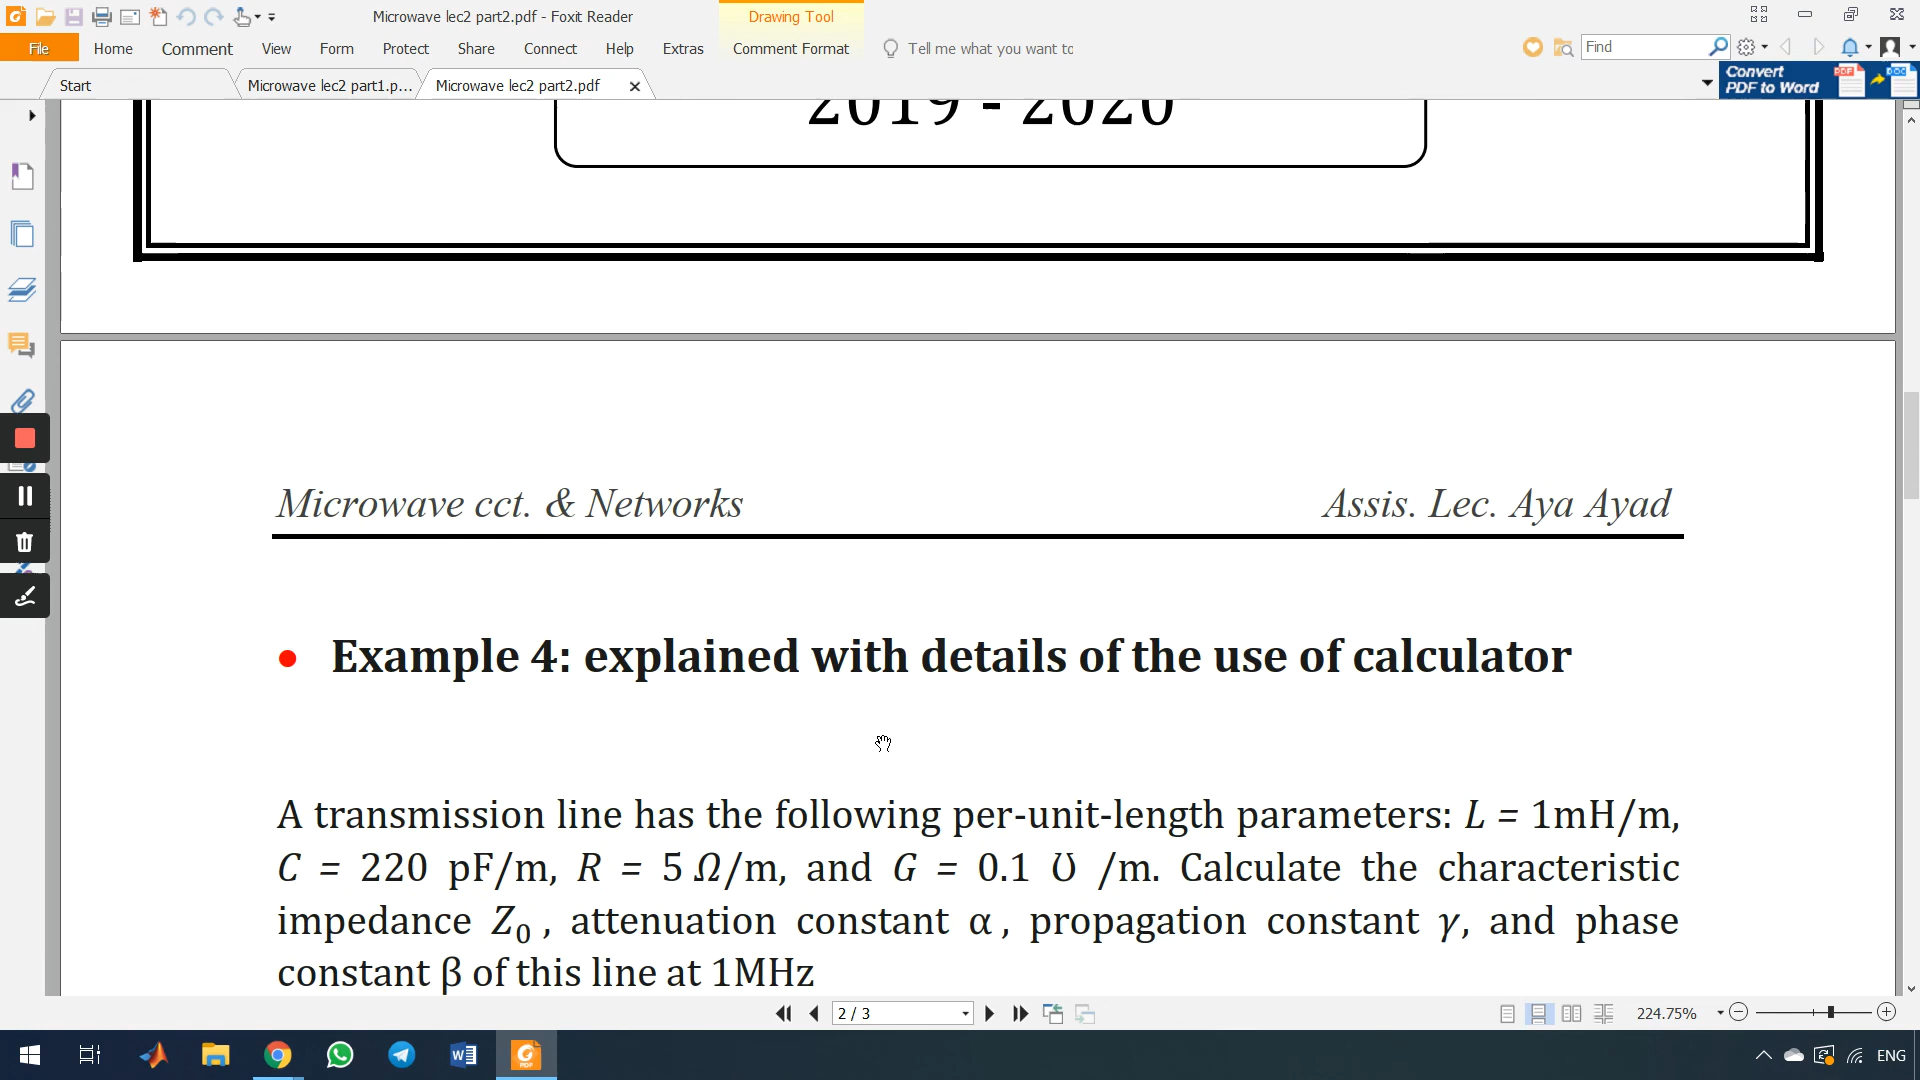 Microwave lec2 part2.pdf - Foxit Reader
Drawing Tool
File Home Comment View Form Protect Share Connect Help Extras Comment Format Tell me what you want to
Find
Start Microwave lec2 part1.p... Microwave lec2 part2.pdf
Convert
PDF to Word
PDF DOC
2019 - 2020
Microwave cct. & Networks Assis. Lec. Aya Ayad
• Example 4: explained with details of the use of calculator
A transmission line has the following per-unit-length parameters: L = 1mH/m,
C = 220 pF/m, R = 5 Ω/m, and G = 0.1 ℧ /m. Calculate the characteristic
impedance Z₀ , attenuation constant α , propagation constant γ, and phase
constant β of this line at 1MHz
2 / 3
224.75%
ENG